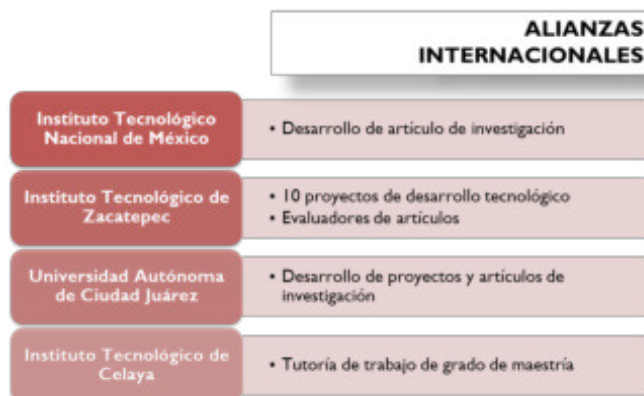 ALIANZAS
INTERNACIONALES
Instituto Tecnológico
Nacional de México
• Desarrollo de artículo de investigación
Instituto Tecnológico de
Zacatepec
• 10 proyectos de desarrollo tecnológico
• Evaluadores de artículos
Universidad Autónoma
de Ciudad Juárez
• Desarrollo de proyectos y artículos de
investigación
Instituto Tecnológico de
Celaya
• Tutoría de trabajo de grado de maestría